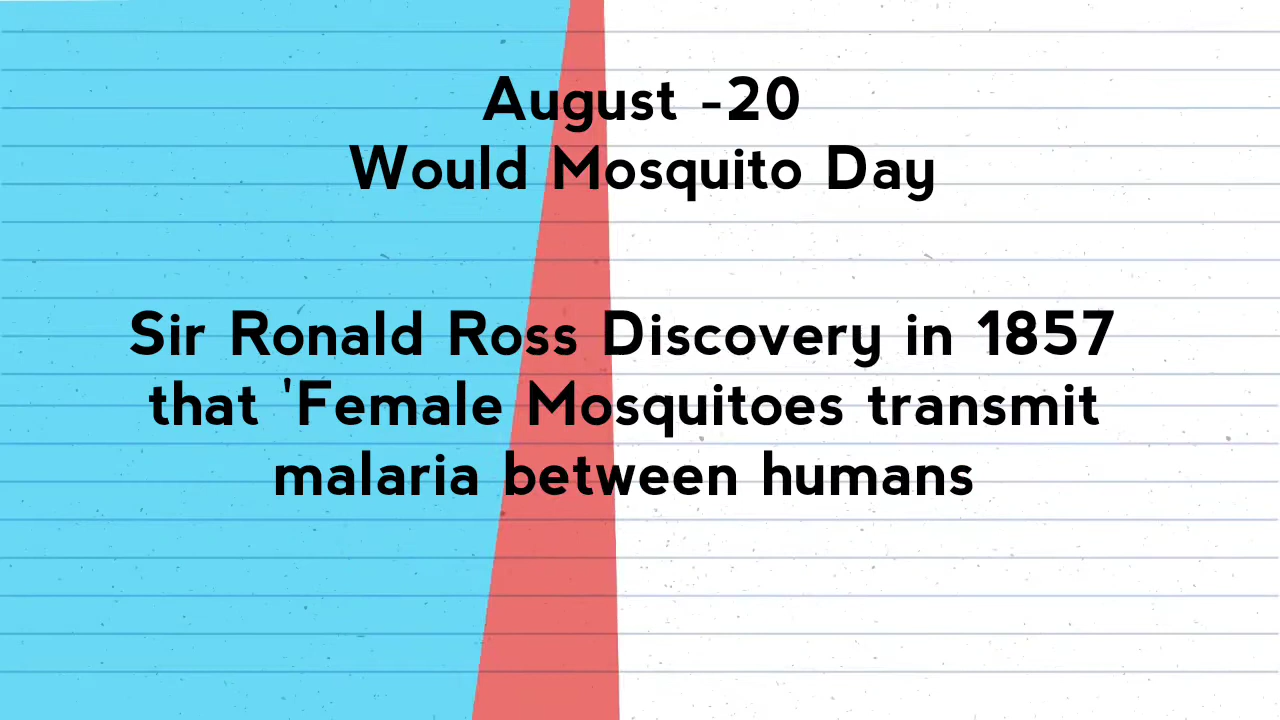 August -20
Would Mosquito Day
Sir Ronald Ross Discovery in 1857
that 'Female Mosquitoes transmit
malaria between humans